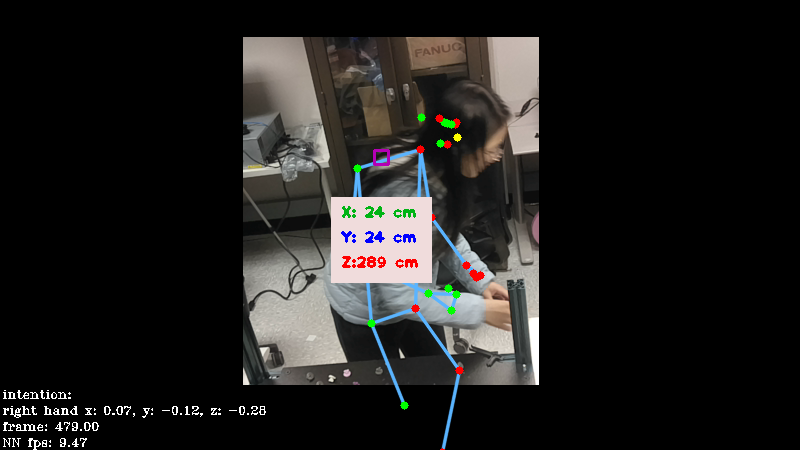 FANUC
X: 24 cm
Y: 24 cm
Z:289 cm
intention:
right hand x: 0.07, y: -0.12, z: -0.28
frame: 479.00
NN fps: 9.47